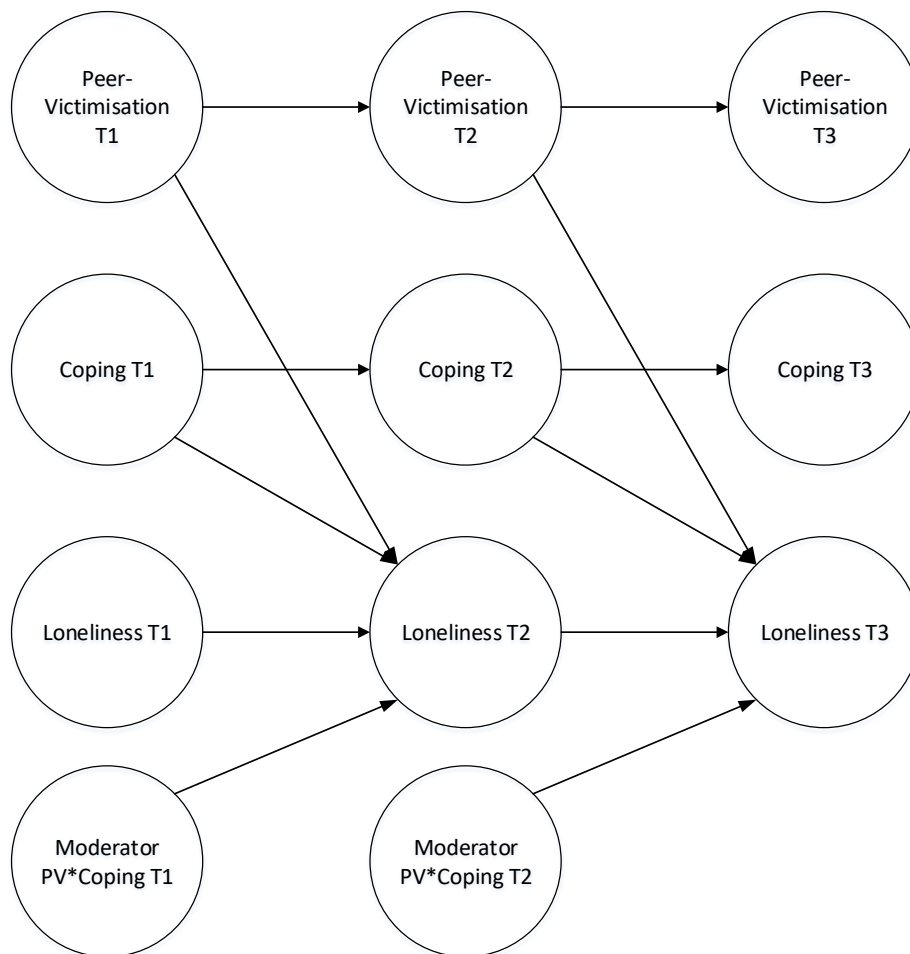 Peer-
Victimisation
T1
Peer-
Victimisation
T2
Peer-
Victimisation
T3
Coping T1
Coping T2
Coping T3
Loneliness T1
Loneliness T2
Loneliness T3
Moderator
PV*Coping T1
Moderator
PV*Coping T2